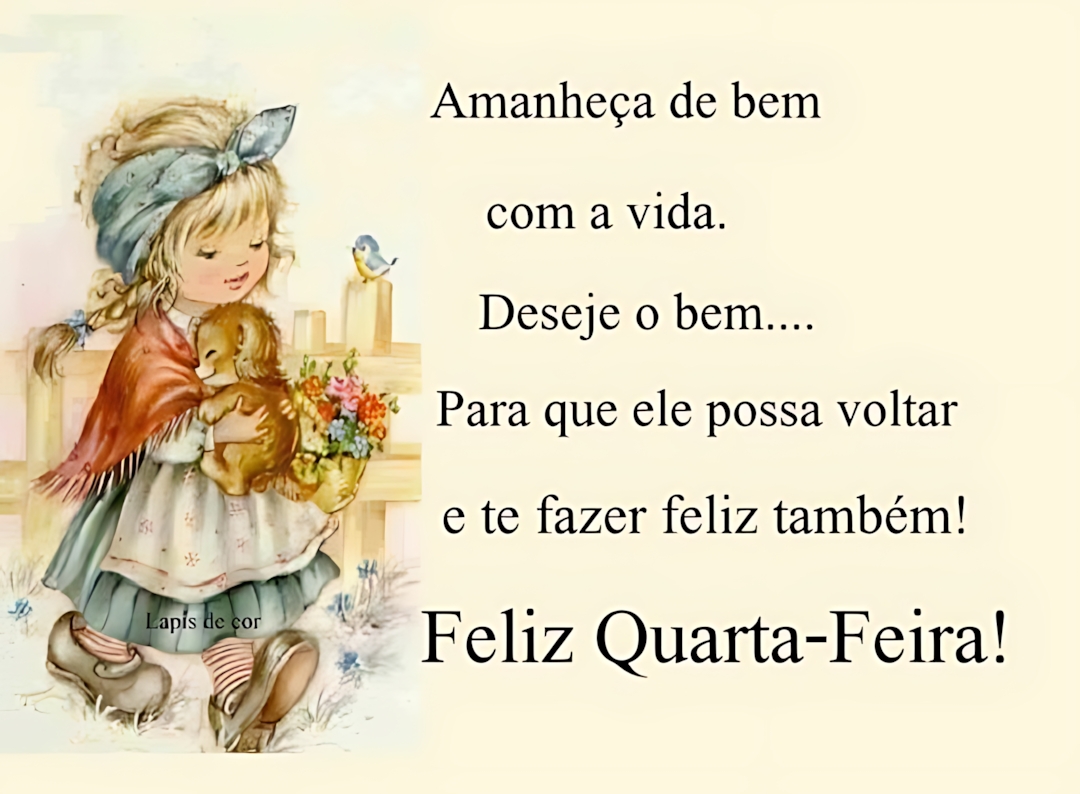 Amanheça de bem
com a vida.
Deseje o bem....
Para que ele possa voltar
e te fazer feliz também!
Feliz Quarta-Feira!
Lapis de cor